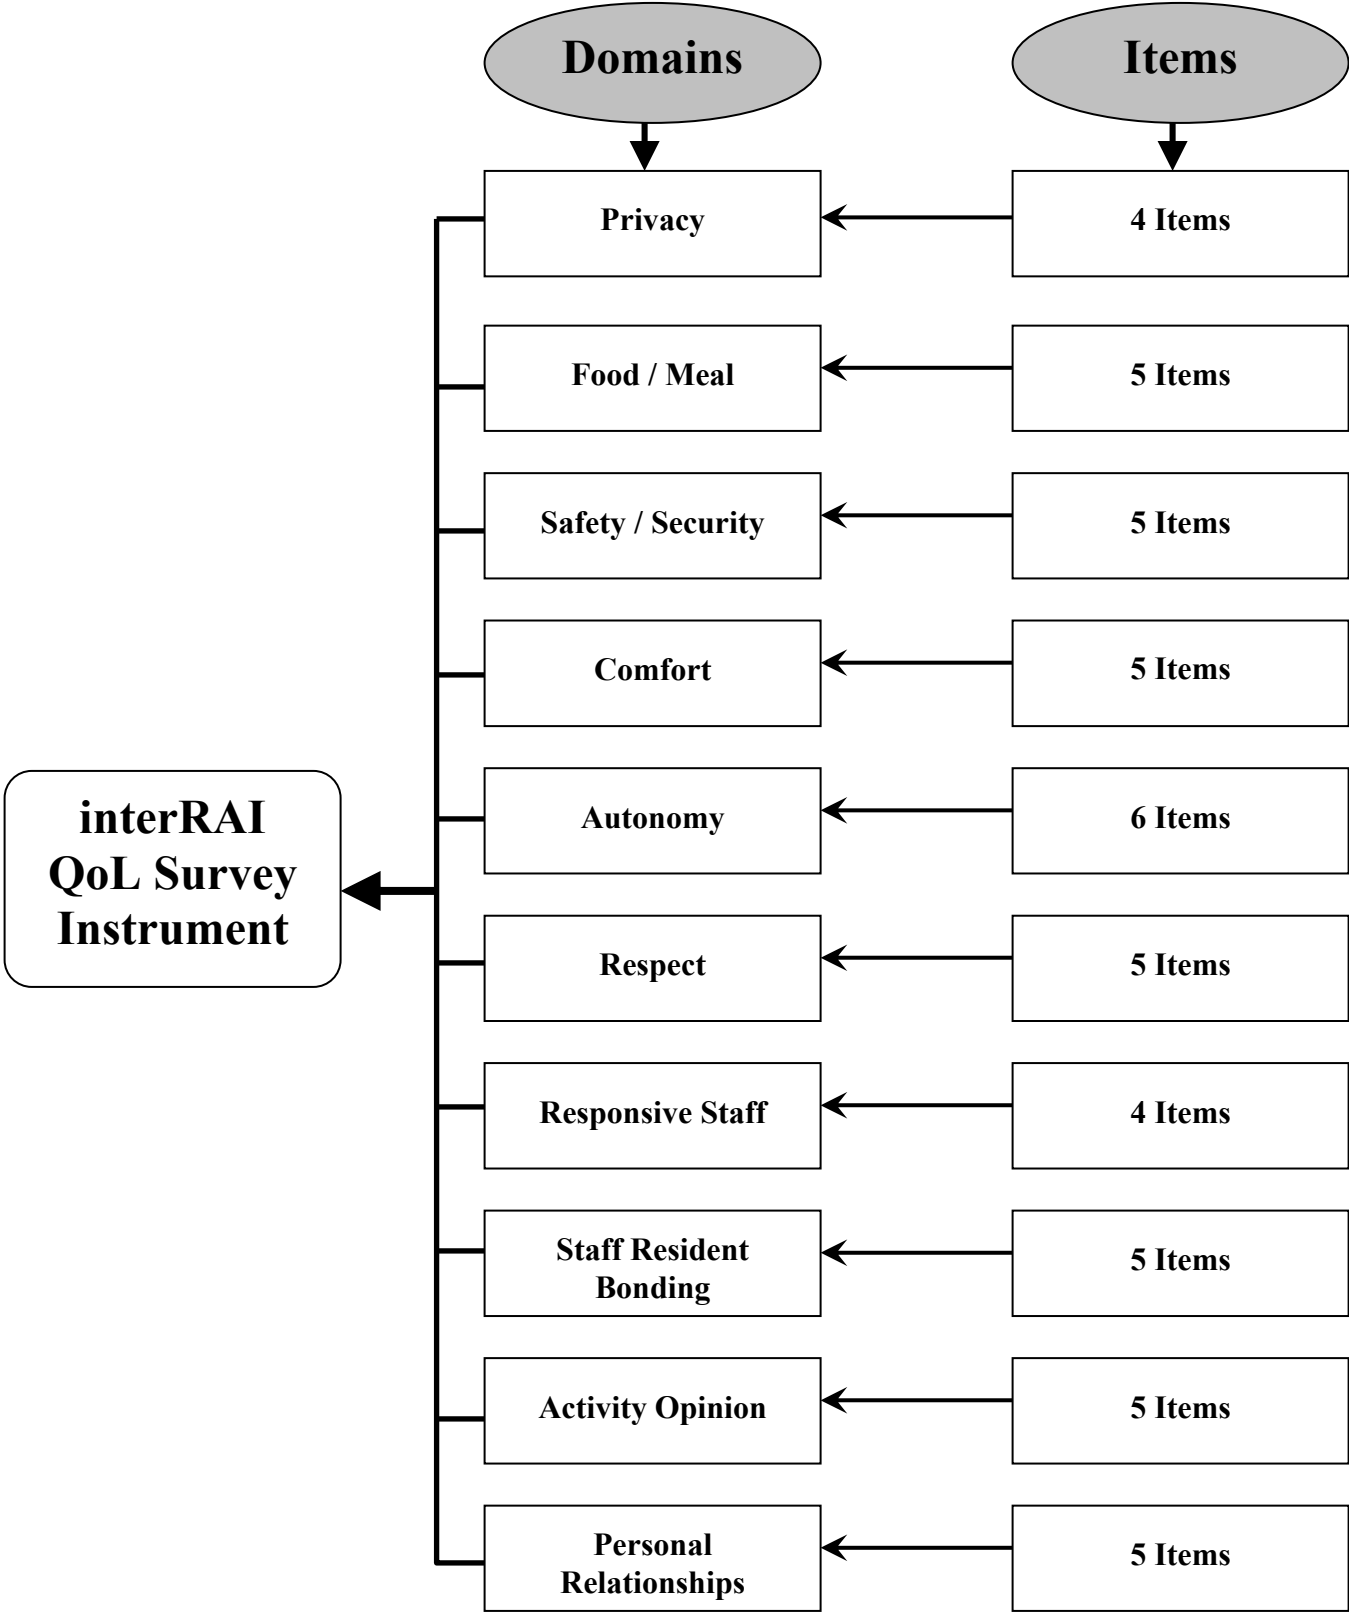 Domains
Items
Privacy
4 Items
Food / Meal
5 Items
Safety / Security
5 Items
Comfort
5 Items
Autonomy
6 Items
interRAI
QoL Survey
Instrument
Respect
5 Items
Responsive Staff
4 Items
Staff Resident
Bonding
5 Items
Activity Opinion
5 Items
Personal
Relationships
5 Items